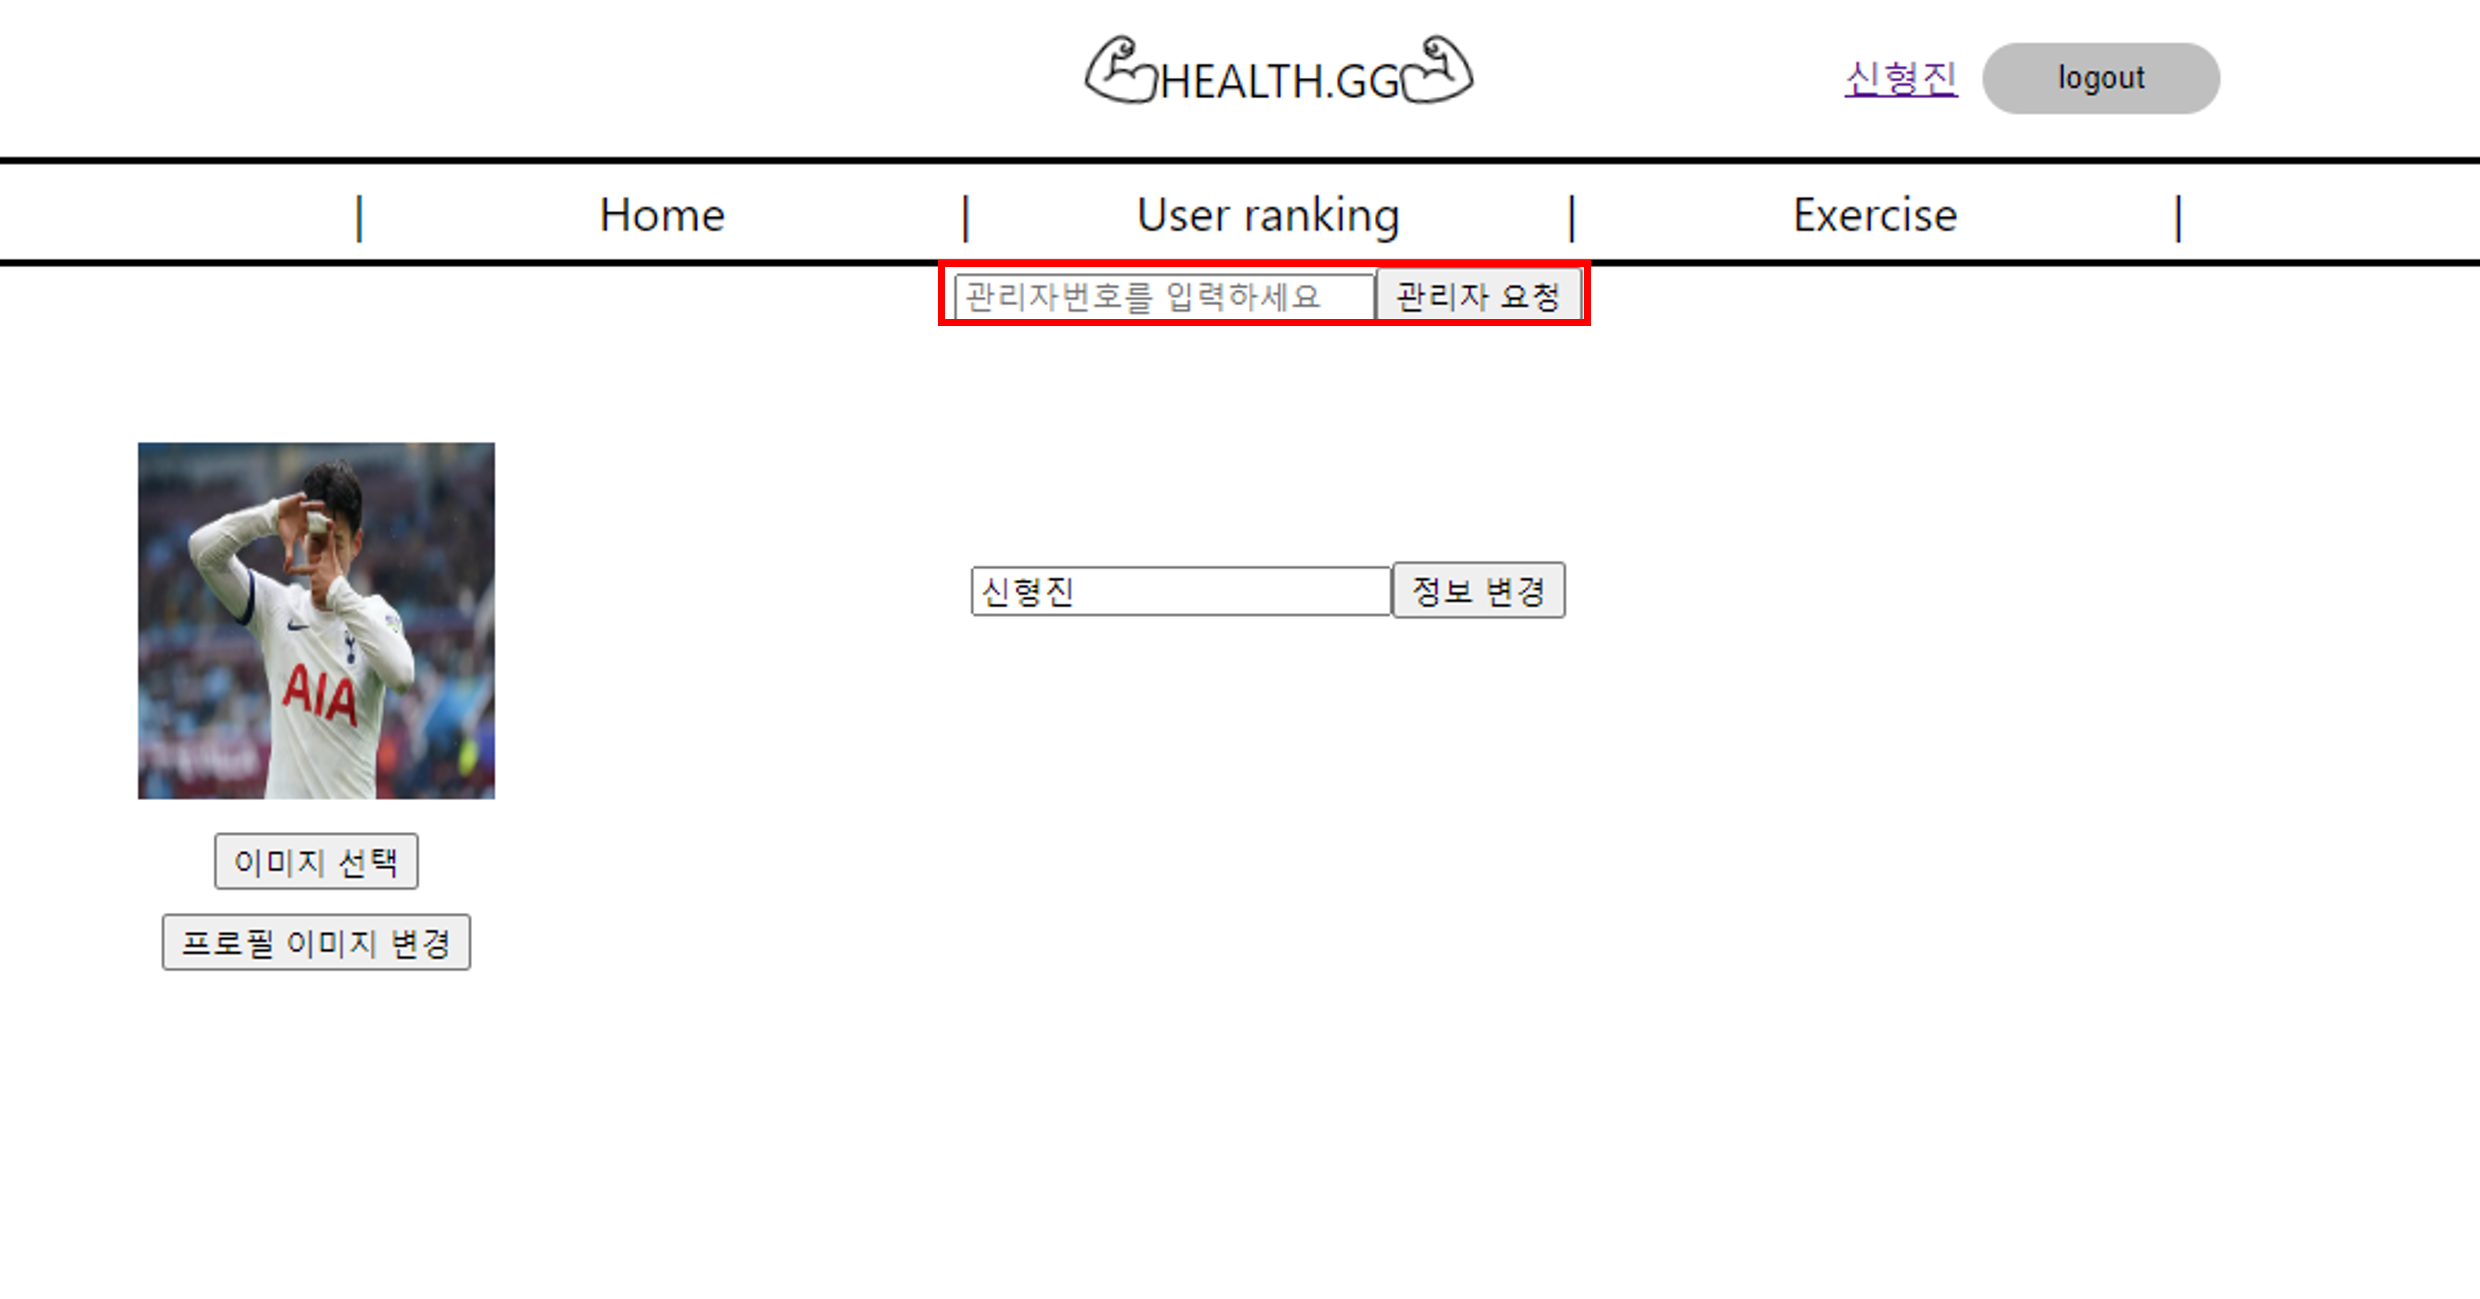 HEALTH.GG
신형진 logout
| Home | User ranking | Exercise |
관리자번호를 입력하세요 관리자 요청
신형진 정보 변경
AIA
이미지 선택
프로필 이미지 변경